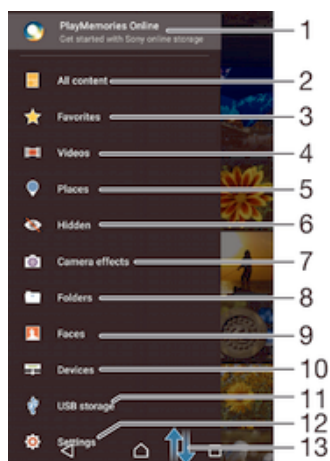 PlayMemories Online
Get started with Sony online storage
1
All content
2
Favorites
3
Videos
4
Places
5
Hidden
6
Camera effects
7
Folders
8
Faces
9
Devices
10
USB storage
11
Settings
12
13